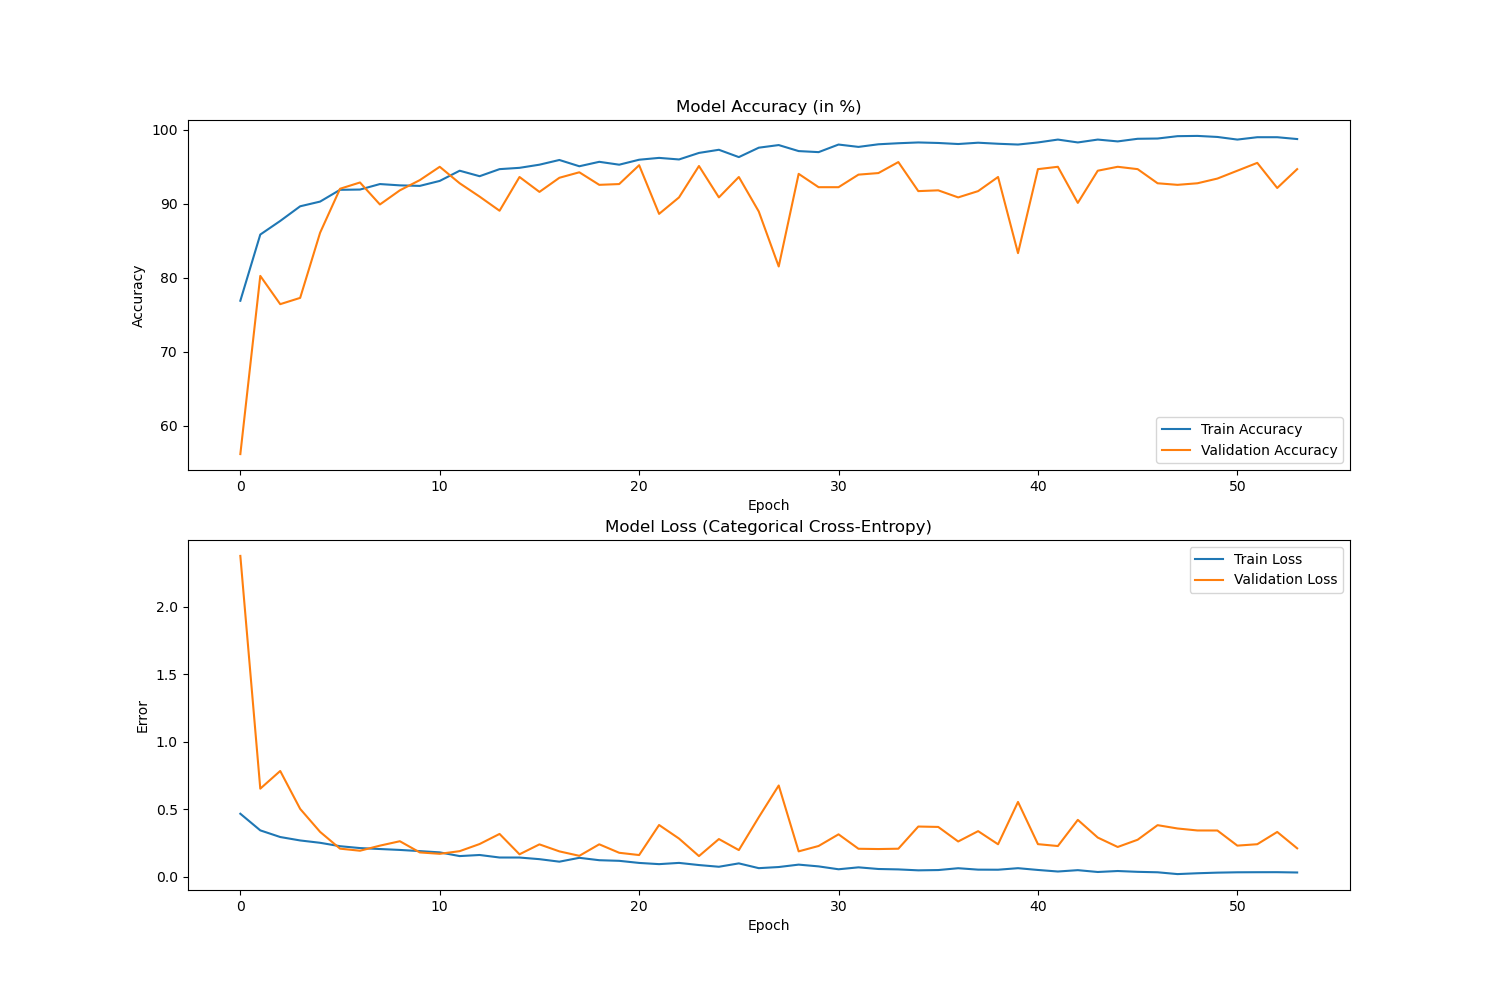 Model Accuracy (in %)
100
90
80
70
60
Accuracy
Train Accuracy
Validation Accuracy
0 10 20 30 40 50
Epoch
Model Loss (Categorical Cross-Entropy)
Train Loss
Validation Loss
2.0
1.5
1.0
0.5
0.0
Error
0 10 20 30 40 50
Epoch